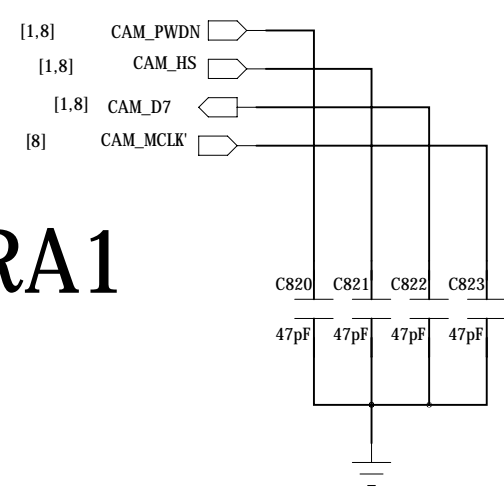 [1,8] CAM_PWDN
[1,8] CAM_HS
[1,8] CAM_D7
[8] CAM_MCLK'
RA1
C820 C821 C822 C823
47pF 47pF 47pF 47pF